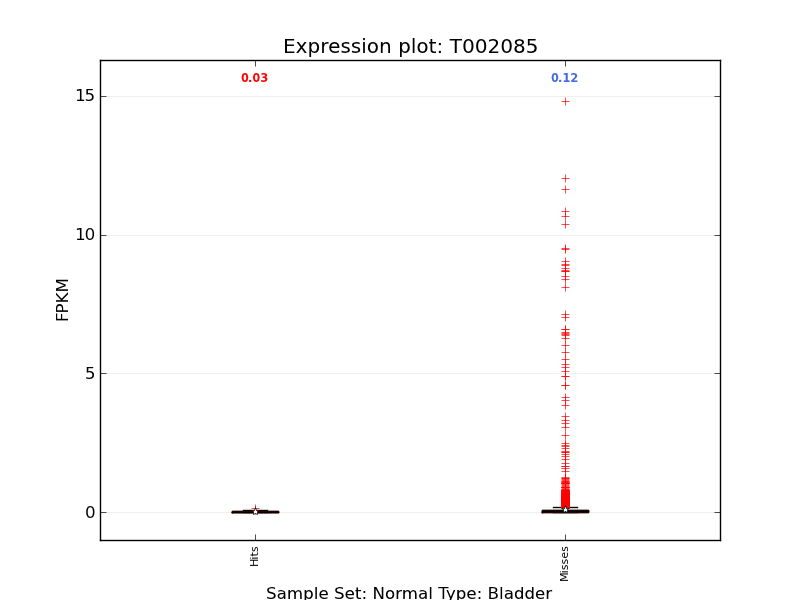 Expression plot: T002085
0.03
0.12
15
10
5
0
FPKM
Hits
Misses
Sample Set: Normal Type: Bladder